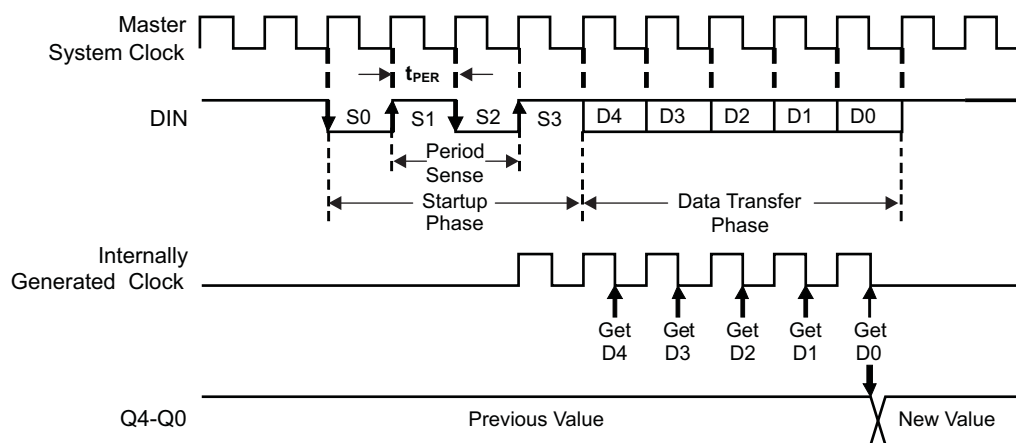 Master
System Clock
tPER
DIN
S0 S1 S2 S3 D4 D3 D2 D1 D0
Period
Sense
Startup
Phase
Data Transfer
Phase
Internally
Generated Clock
Get
D4
Get
D3
Get
D2
Get
D1
Get
D0
Q4-Q0
Previous Value
New Value